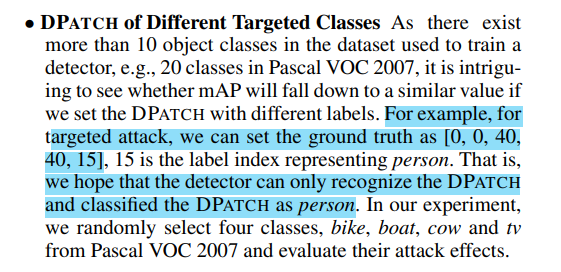 • DPATCH of Different Targeted Classes As there exist
more than 10 object classes in the dataset used to train a
detector, e.g., 20 classes in Pascal VOC 2007, it is intrigu-
ing to see whether mAP will fall down to a similar value if
we set the DPATCH with different labels. For example, for
targeted attack, we can set the ground truth as [0, 0, 40,
40, 15], 15 is the label index representing person. That is,
we hope that the detector can only recognize the DPATCH
and classified the DPATCH as person. In our experiment,
we randomly select four classes, bike, boat, cow and tv
from Pascal VOC 2007 and evaluate their attack effects.